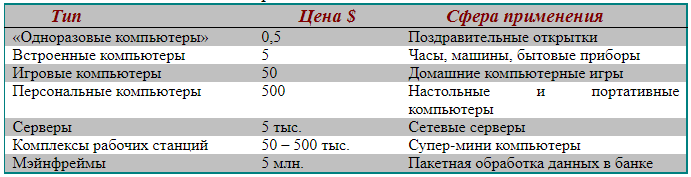 Тип Цена $ Сфера применения
«Одноразовые компьютеры» 0,5 Поздравительные открытки
Встроенные компьютеры 5 Часы, машины, бытовые приборы
Игровые компьютеры 50 Домашние компьютерные игры
Персональные компьютеры 500 Настольные и портативные
компьютеры
Серверы 5 тыс. Сетевые серверы
Комплексы рабочих станций 50 – 500 тыс. Супер-мини компьютеры
Мэйнфреймы 5 млн. Пакетная обработка данных в банке